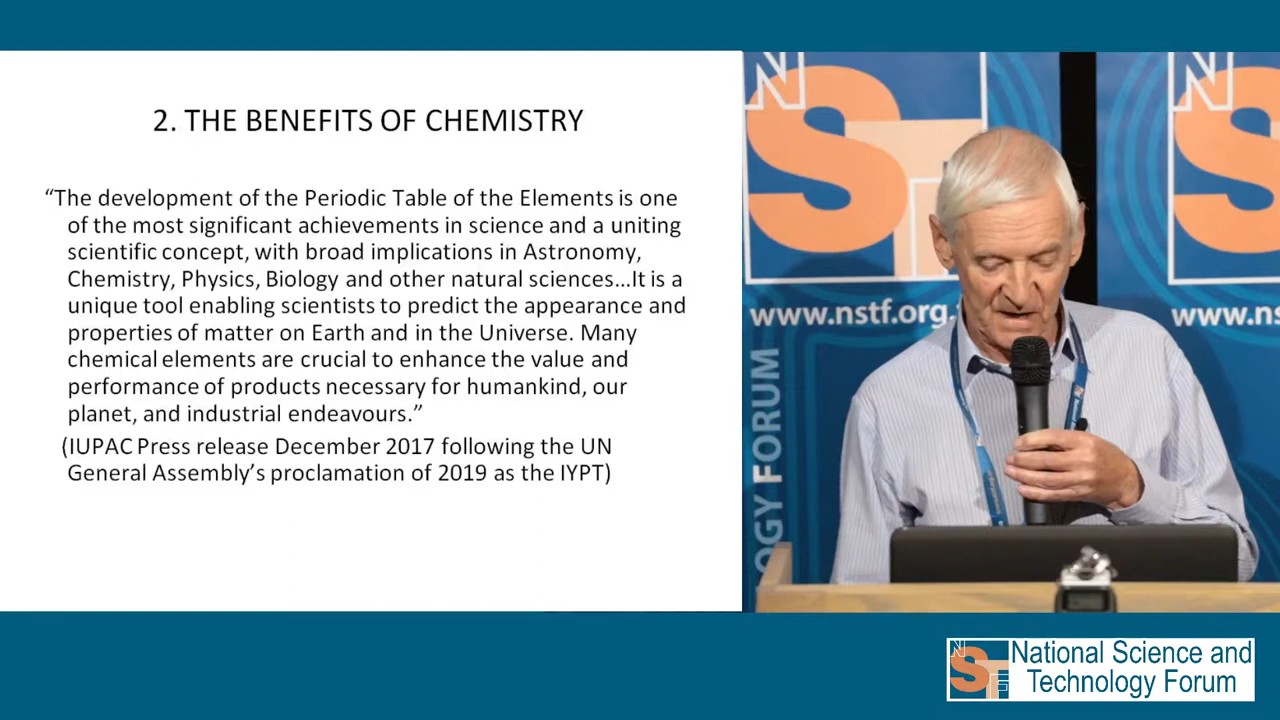 2. THE BENEFITS OF CHEMISTRY
“The development of the Periodic Table of the Elements is one
of the most significant achievements in science and a uniting
scientific concept, with broad implications in Astronomy,
Chemistry, Physics, Biology and other natural sciences…It is a
unique tool enabling scientists to predict the appearance and
properties of matter on Earth and in the Universe. Many
chemical elements are crucial to enhance the value and
performance of products necessary for humankind, our
planet, and industrial endeavours.”
(IUPAC Press release December 2017 following the UN
General Assembly’s proclamation of 2019 as the IYPT)
NST
NS
www.nstf.org.
www.ns
OGY FORUM
NSTF
National Science and
Technology Forum